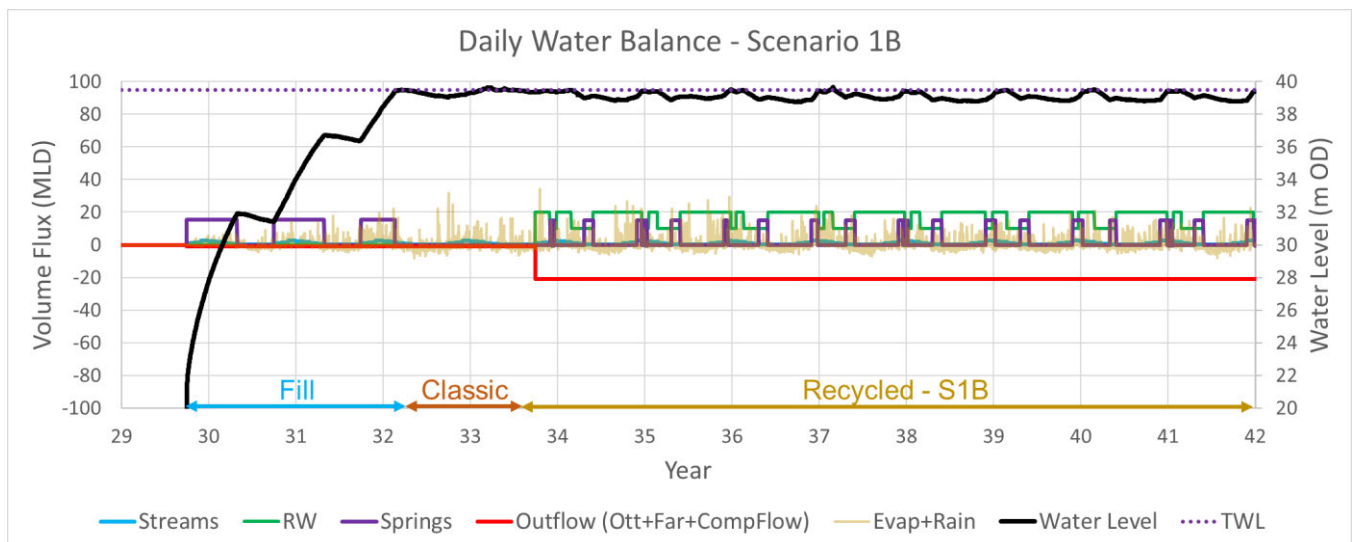 Daily Water Balance - Scenario 1B
Volume Flux (MLD)
100
80
60
40
20
0
-20
-40
-60
-80
-100
Water Level (m OD)
40
38
36
34
32
30
28
26
24
22
20
Fill
Classic
Recycled - S1B
29 30 31 32 33 34 35 36 37 38 39 40 41 42
Year
Streams RW Springs Outflow (Ott+Far+CompFlow) Evap+Rain Water Level TWL